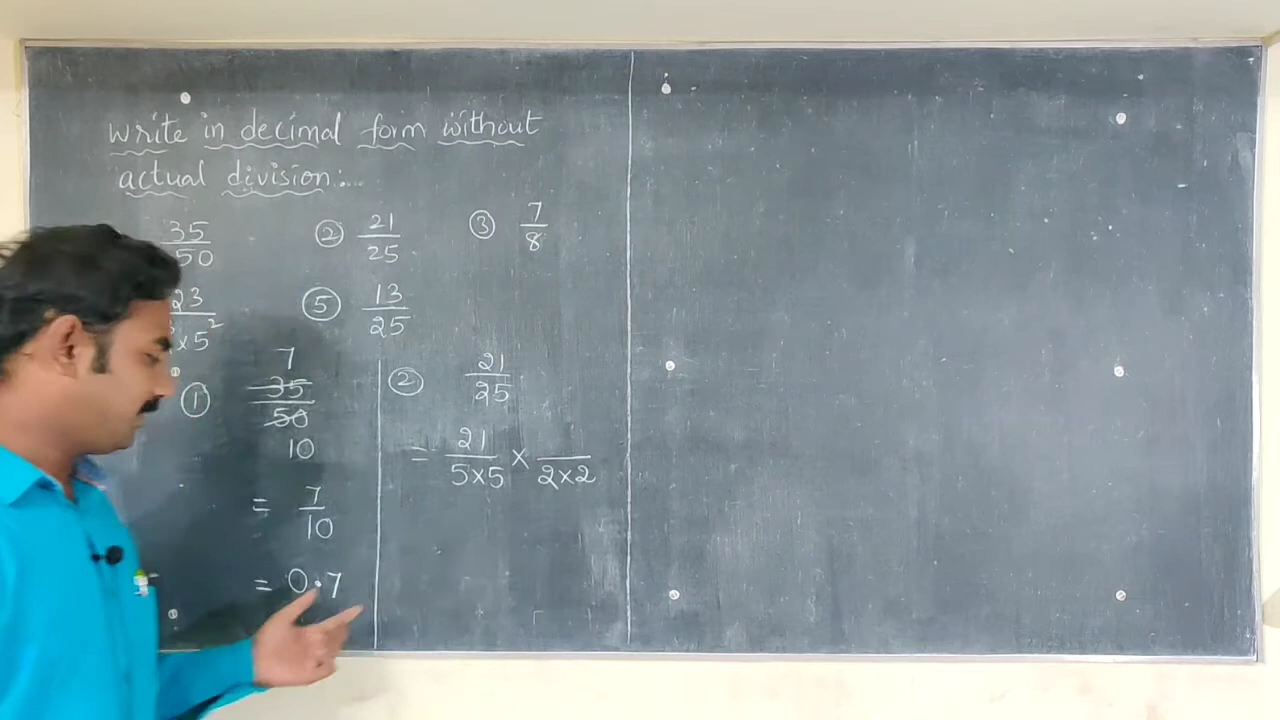 Write in decimal form without
actual division:-
35/50 ② 21/25 ③ 7/8
23/×5² ⑤ 13/25
① 7 35/50 10
= 7/10
= 0.7
② 21/25
= 21/5×5 × /2×2